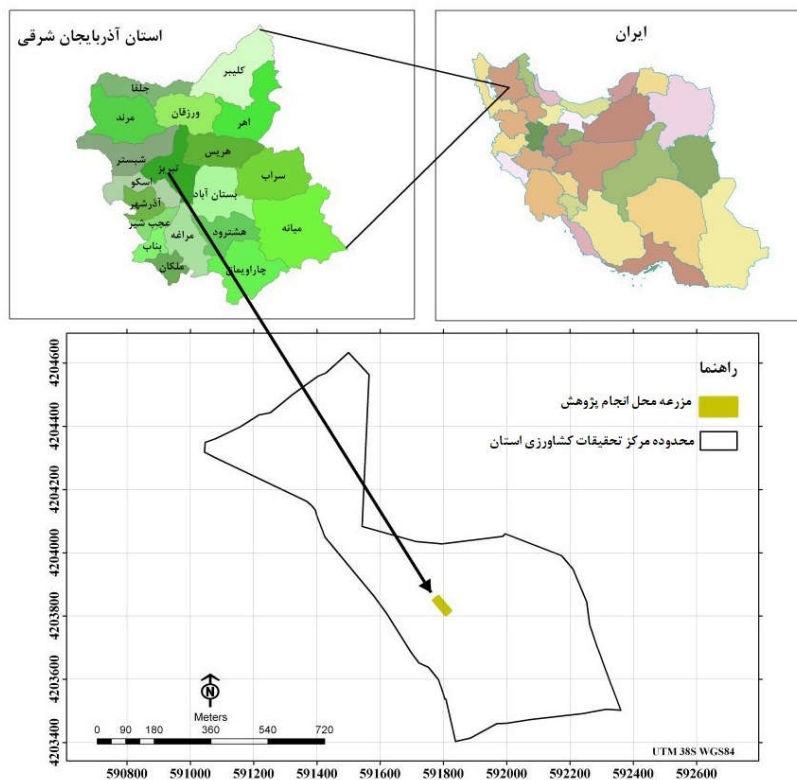 استان آذربایجان شرقی
ایران
کلیبر
جلفا
ورزقان
مرند
اهر
هریس
شبستر
تبریز
سراب
اسکو
بستان آباد
آذرشهر
میانه
عجب شیر
هشترود
مراغه
بناب
چاراویماق
ملکان
راهنما
مزرعه محل انجام پژوهش
محدوده مرکز تحقیقات کشاورزی استان
4204600
4204400
4204200
4204000
4203800
4203600
4203400
N
Meters
0 90 180 360 540 720
UTM 38S WGS84
590800 591000 591200 591400 591600 591800 592000 592200 592400 592600